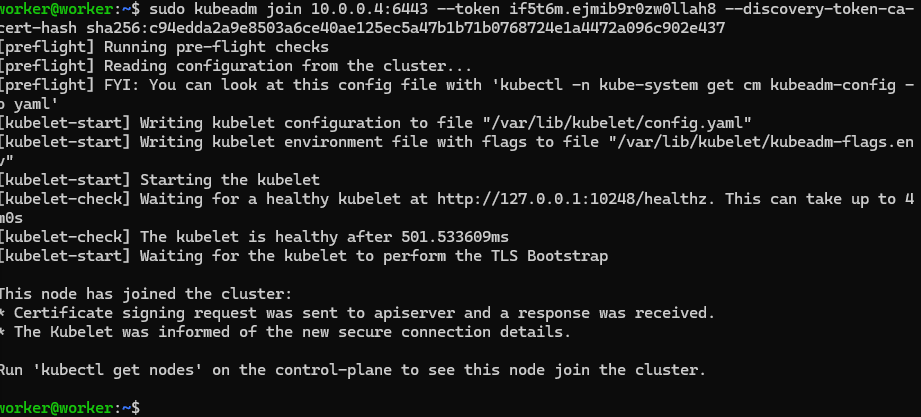 worker@worker:~$ sudo kubeadm join 10.0.0.4:6443 --token if5t6m.ejmib9r0zw0llah8 --discovery-token-ca-
cert-hash sha256:c94edda2a9e8503a6ce40ae125ec5a47b1b71b0768724e1a4472a096c902e437
[preflight] Running pre-flight checks
[preflight] Reading configuration from the cluster...
[preflight] FYI: You can look at this config file with 'kubectl -n kube-system get cm kubeadm-config -
o yaml'
[kubelet-start] Writing kubelet configuration to file "/var/lib/kubelet/config.yaml"
[kubelet-start] Writing kubelet environment file with flags to file "/var/lib/kubelet/kubeadm-flags.en
v"
[kubelet-start] Starting the kubelet
[kubelet-check] Waiting for a healthy kubelet at http://127.0.0.1:10248/healthz. This can take up to 4
m0s
[kubelet-check] The kubelet is healthy after 501.533609ms
[kubelet-start] Waiting for the kubelet to perform the TLS Bootstrap

This node has joined the cluster:
* Certificate signing request was sent to apiserver and a response was received.
* The Kubelet was informed of the new secure connection details.

Run 'kubectl get nodes' on the control-plane to see this node join the cluster.

worker@worker:~$